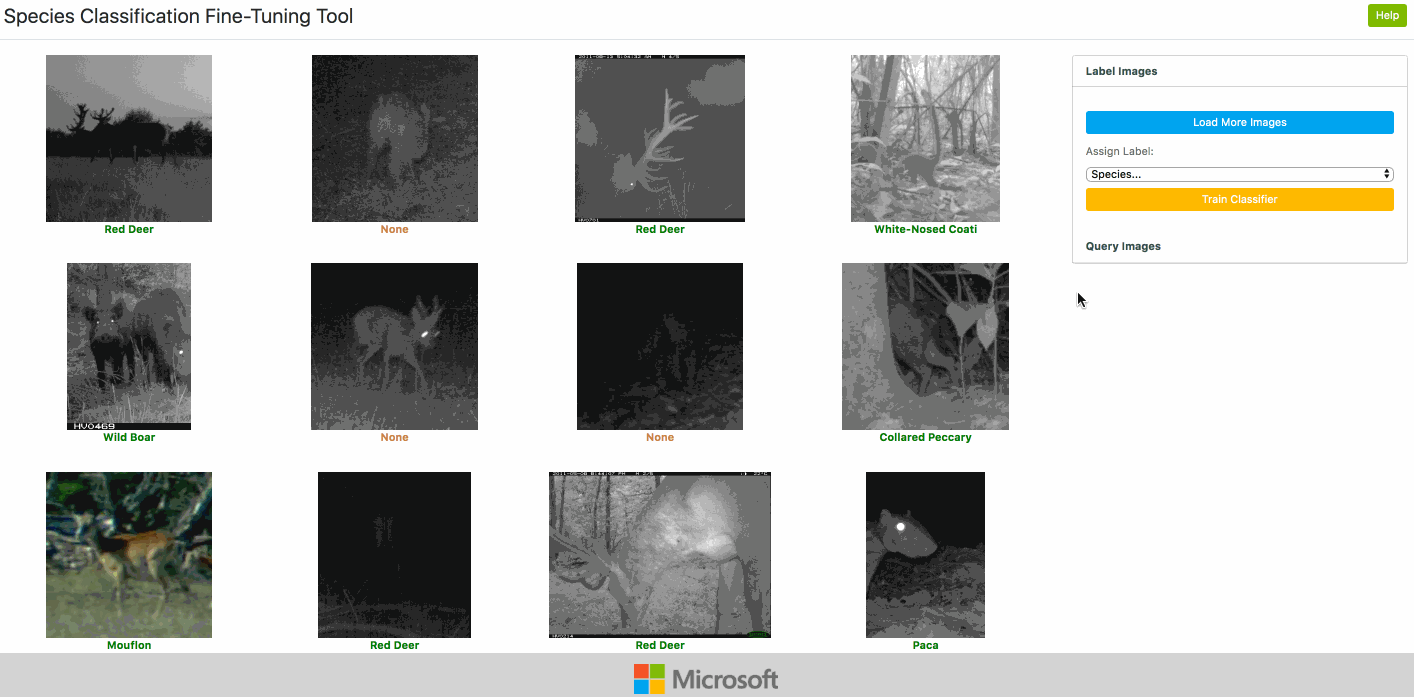 Species Classification Fine-Tuning Tool
Help
Label Images
Load More Images
Assign Label:
Species...
Train Classifier
Query Images
Red Deer
None
Red Deer
White-Nosed Coati
HV0469
Wild Boar
None
None
Collared Peccary
Mouflon
Red Deer
Red Deer
Paca
Microsoft